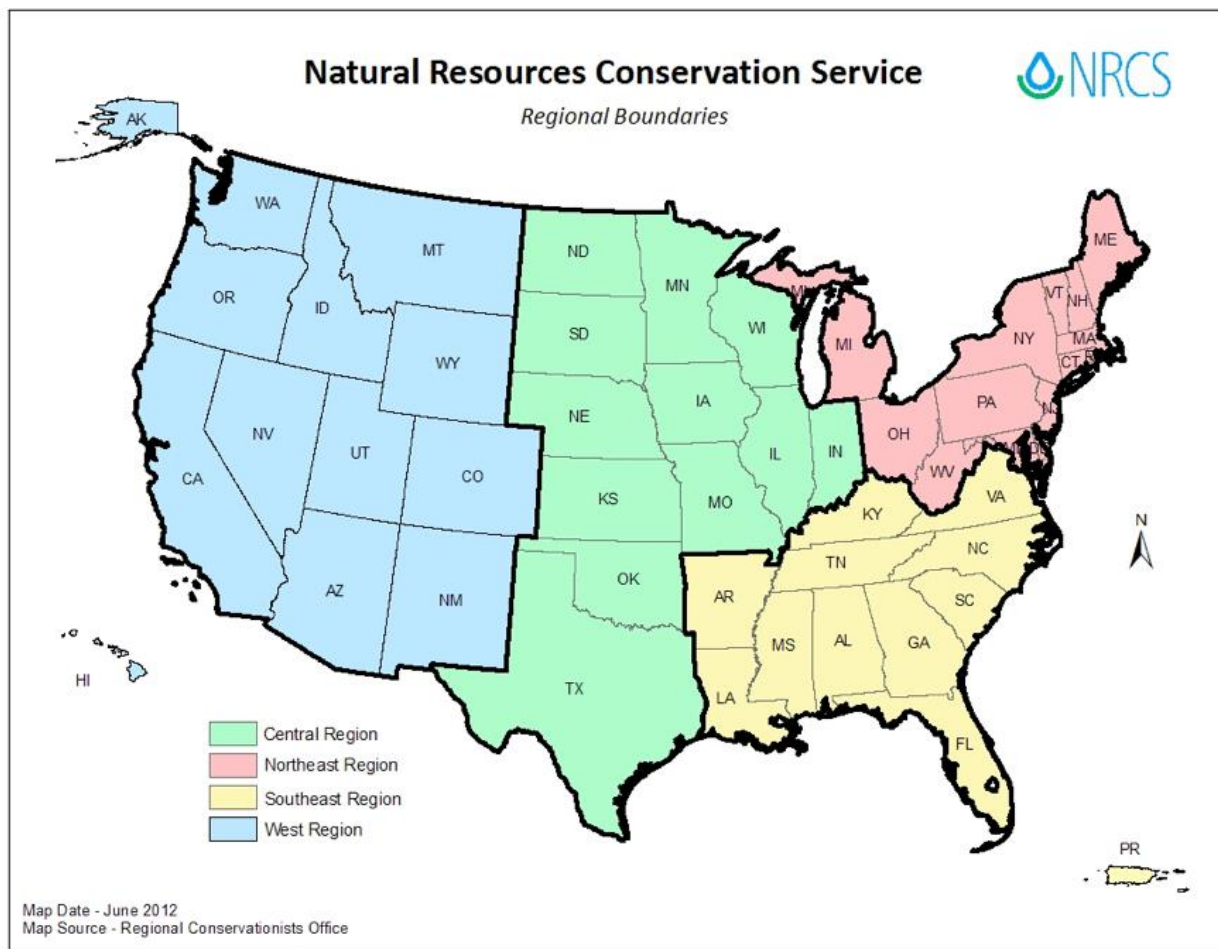 Natural Resources Conservation Service
Regional Boundaries
NRCS
AK
WA
MT
ND
MN
ME
OR
ID
SD
WI
MI
VT
NH
NY
MA
WY
MI
CT
NE
IA
PA
NV
UT
CO
IL
IN
OH
WV
CA
KS
MO
KY
VA
AZ
NM
OK
TN
NC
N
AR
SC
MS
AL
GA
HI
TX
LA
FL
Central Region
Northeast Region
Southeast Region
West Region
PR
Map Date - June 2012
Map Source - Regional Conservationists Office